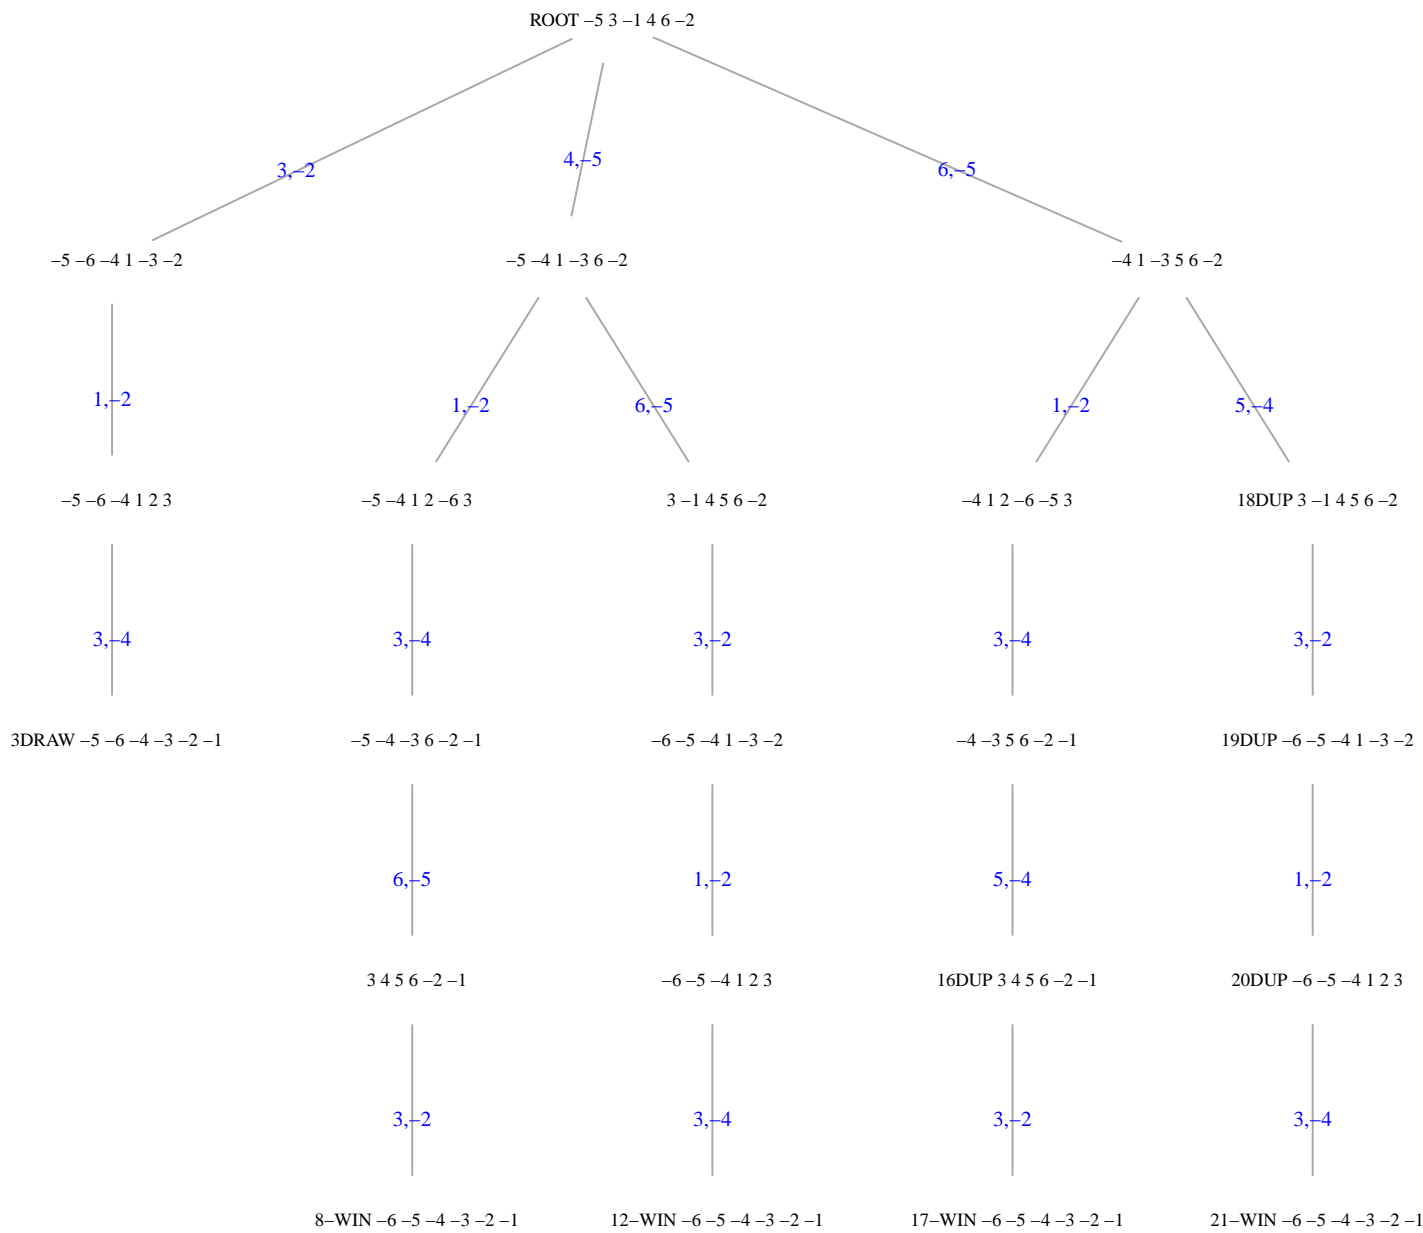 ROOT –5 3 –1 4 6 –2
3,–2
4,–5
6,–5
–5 –6 –4 1 –3 –2
–5 –4 1 –3 6 –2
–4 1 –3 5 6 –2
1,–2
1,–2
6,–5
1,–2
5,–4
–5 –6 –4 1 2 3
–5 –4 1 2 –6 3
3 –1 4 5 6 –2
–4 1 2 –6 –5 3
18DUP 3 –1 4 5 6 –2
3,–4
3,–4
3,–2
3,–4
3,–2
3DRAW –5 –6 –4 –3 –2 –1
–5 –4 –3 6 –2 –1
–6 –5 –4 1 –3 –2
–4 –3 5 6 –2 –1
19DUP –6 –5 –4 1 –3 –2
6,–5
1,–2
5,–4
1,–2
3 4 5 6 –2 –1
–6 –5 –4 1 2 3
16DUP 3 4 5 6 –2 –1
20DUP –6 –5 –4 1 2 3
3,–2
3,–4
3,–2
3,–4
8–WIN –6 –5 –4 –3 –2 –1
12–WIN –6 –5 –4 –3 –2 –1
17–WIN –6 –5 –4 –3 –2 –1
21–WIN –6 –5 –4 –3 –2 –1